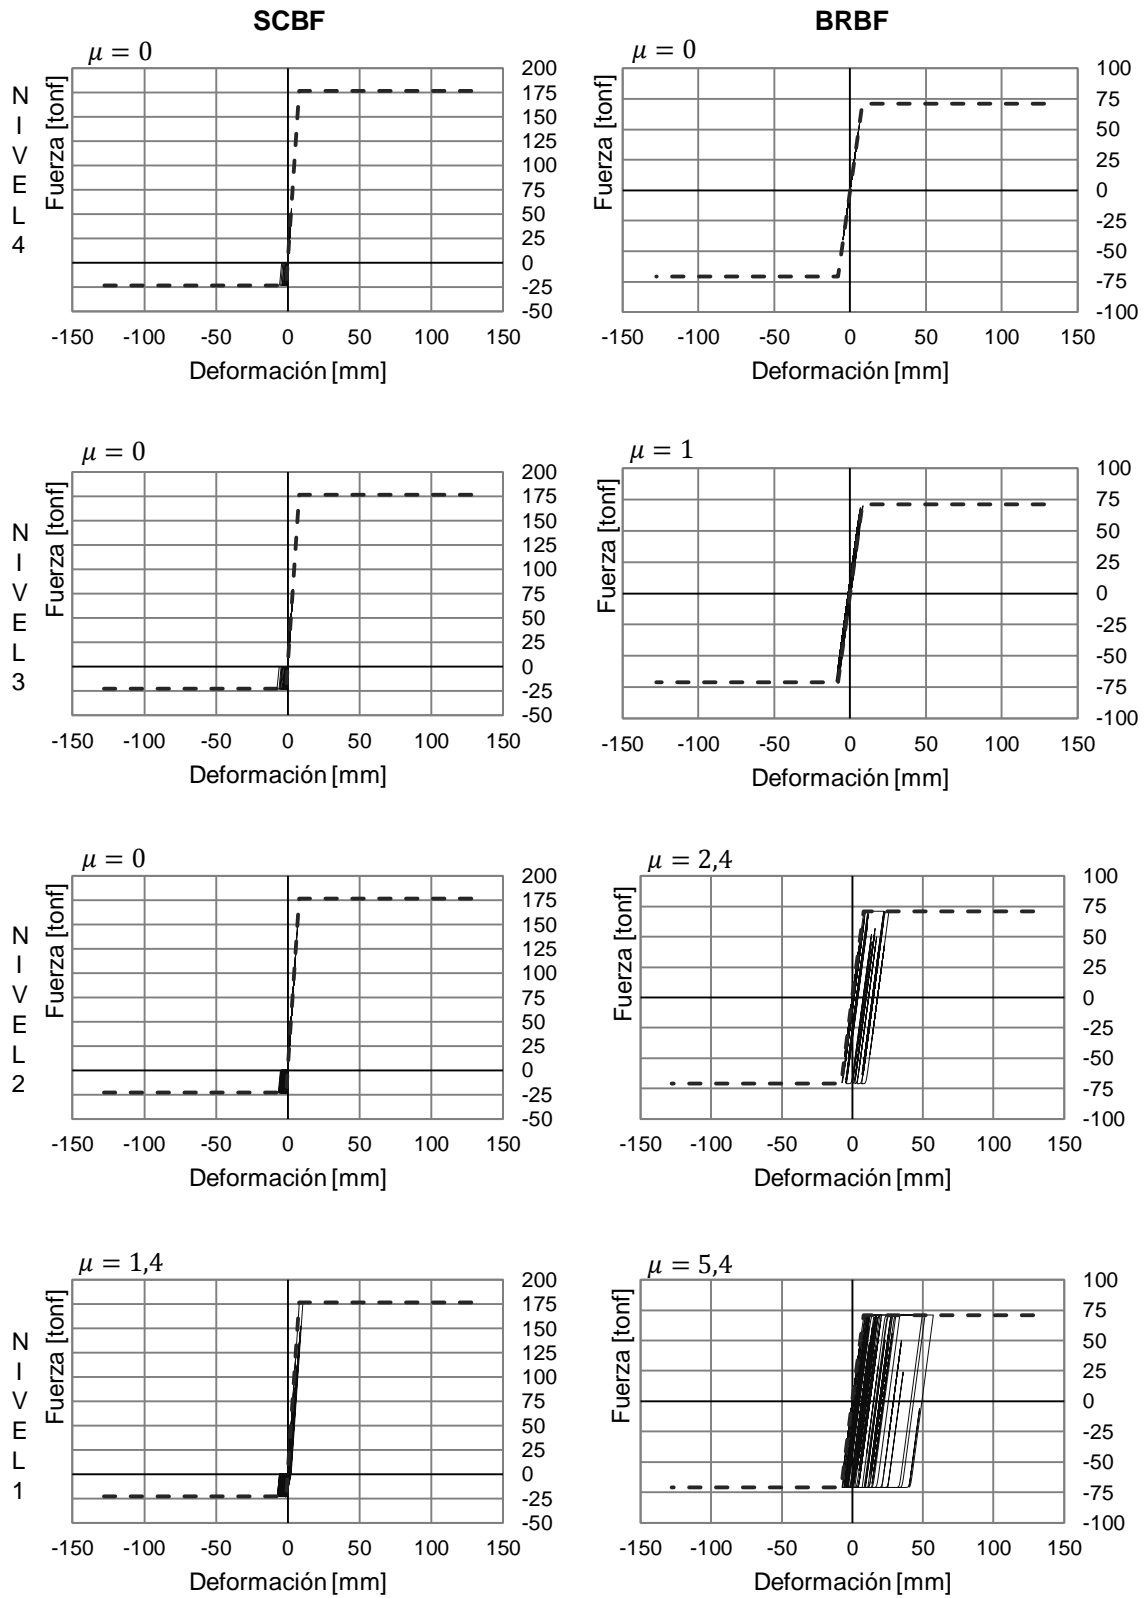 SCBF
BRBF
NIVEL 4
μ = 0
Fuerza [tonf]
200
175
150
125
100
75
50
25
0
-25
-50
-150 -100 -50 0 50 100 150
Deformación [mm]
μ = 0
Fuerza [tonf]
100
75
50
25
0
-25
-50
-75
-100
-150 -100 -50 0 50 100 150
Deformación [mm]
NIVEL 3
μ = 0
Fuerza [tonf]
200
175
150
125
100
75
50
25
0
-25
-50
-150 -100 -50 0 50 100 150
Deformación [mm]
μ = 1
Fuerza [tonf]
100
75
50
25
0
-25
-50
-75
-100
-150 -100 -50 0 50 100 150
Deformación [mm]
NIVEL 2
μ = 0
Fuerza [tonf]
200
175
150
125
100
75
50
25
0
-25
-50
-150 -100 -50 0 50 100 150
Deformación [mm]
μ = 2,4
Fuerza [tonf]
100
75
50
25
0
-25
-50
-75
-100
-150 -100 -50 0 50 100 150
Deformación [mm]
NIVEL 1
μ = 1,4
Fuerza [tonf]
200
175
150
125
100
75
50
25
0
-25
-50
-150 -100 -50 0 50 100 150
Deformación [mm]
μ = 5,4
Fuerza [tonf]
100
75
50
25
0
-25
-50
-75
-100
-150 -100 -50 0 50 100 150
Deformación [mm]